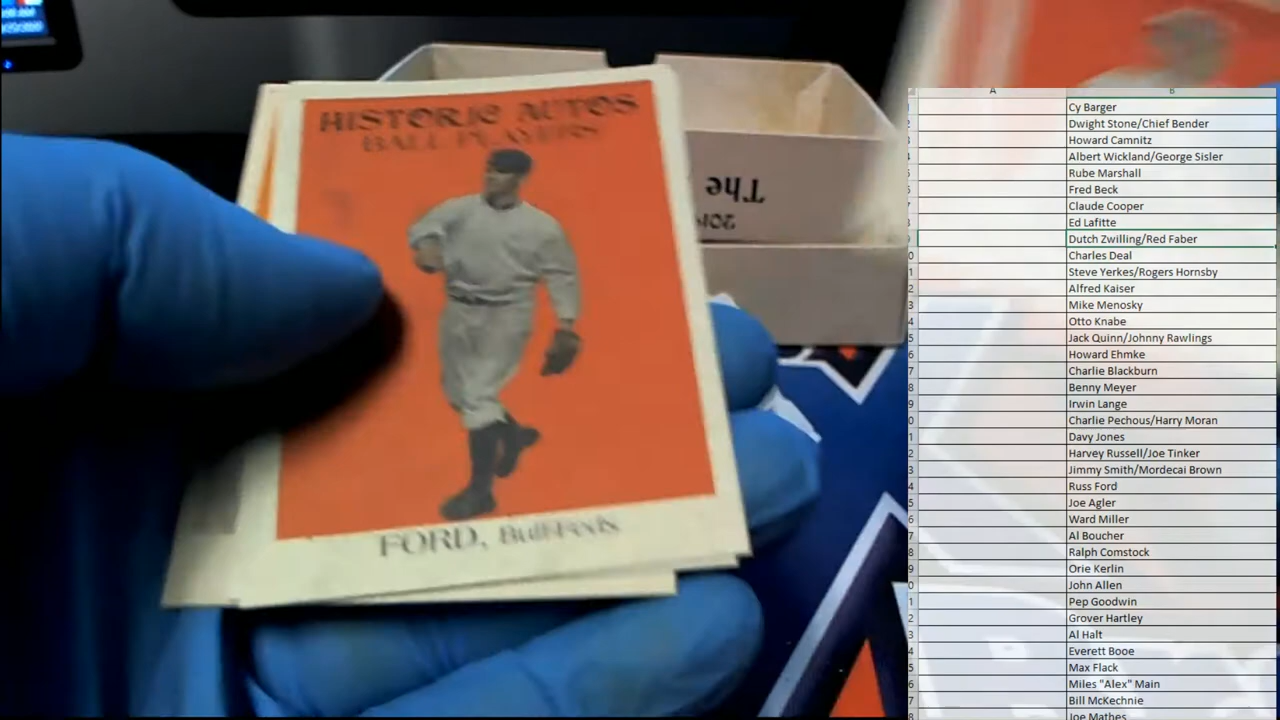 HISTORIC AUTOS
BALL PLAYERS
FORD, Buff-Feds
The
A B
Cy Barger
Dwight Stone/Chief Bender
Howard Camnitz
Albert Wickland/George Sisler
Rube Marshall
Fred Beck
Claude Cooper
Ed Lafitte
Dutch Zwilling/Red Faber
Charles Deal
Steve Yerkes/Rogers Hornsby
Alfred Kaiser
Mike Menosky
Otto Knabe
Jack Quinn/Johnny Rawlings
Howard Ehmke
Charlie Blackburn
Benny Meyer
Irwin Lange
Charlie Pechous/Harry Moran
Davy Jones
Harvey Russell/Joe Tinker
Jimmy Smith/Mordecai Brown
Russ Ford
Joe Agler
Ward Miller
Al Boucher
Ralph Comstock
Orie Kerlin
John Allen
Pep Goodwin
Grover Hartley
Al Halt
Everett Booe
Max Flack
Miles "Alex" Main
Bill McKechnie
Joe Mathes